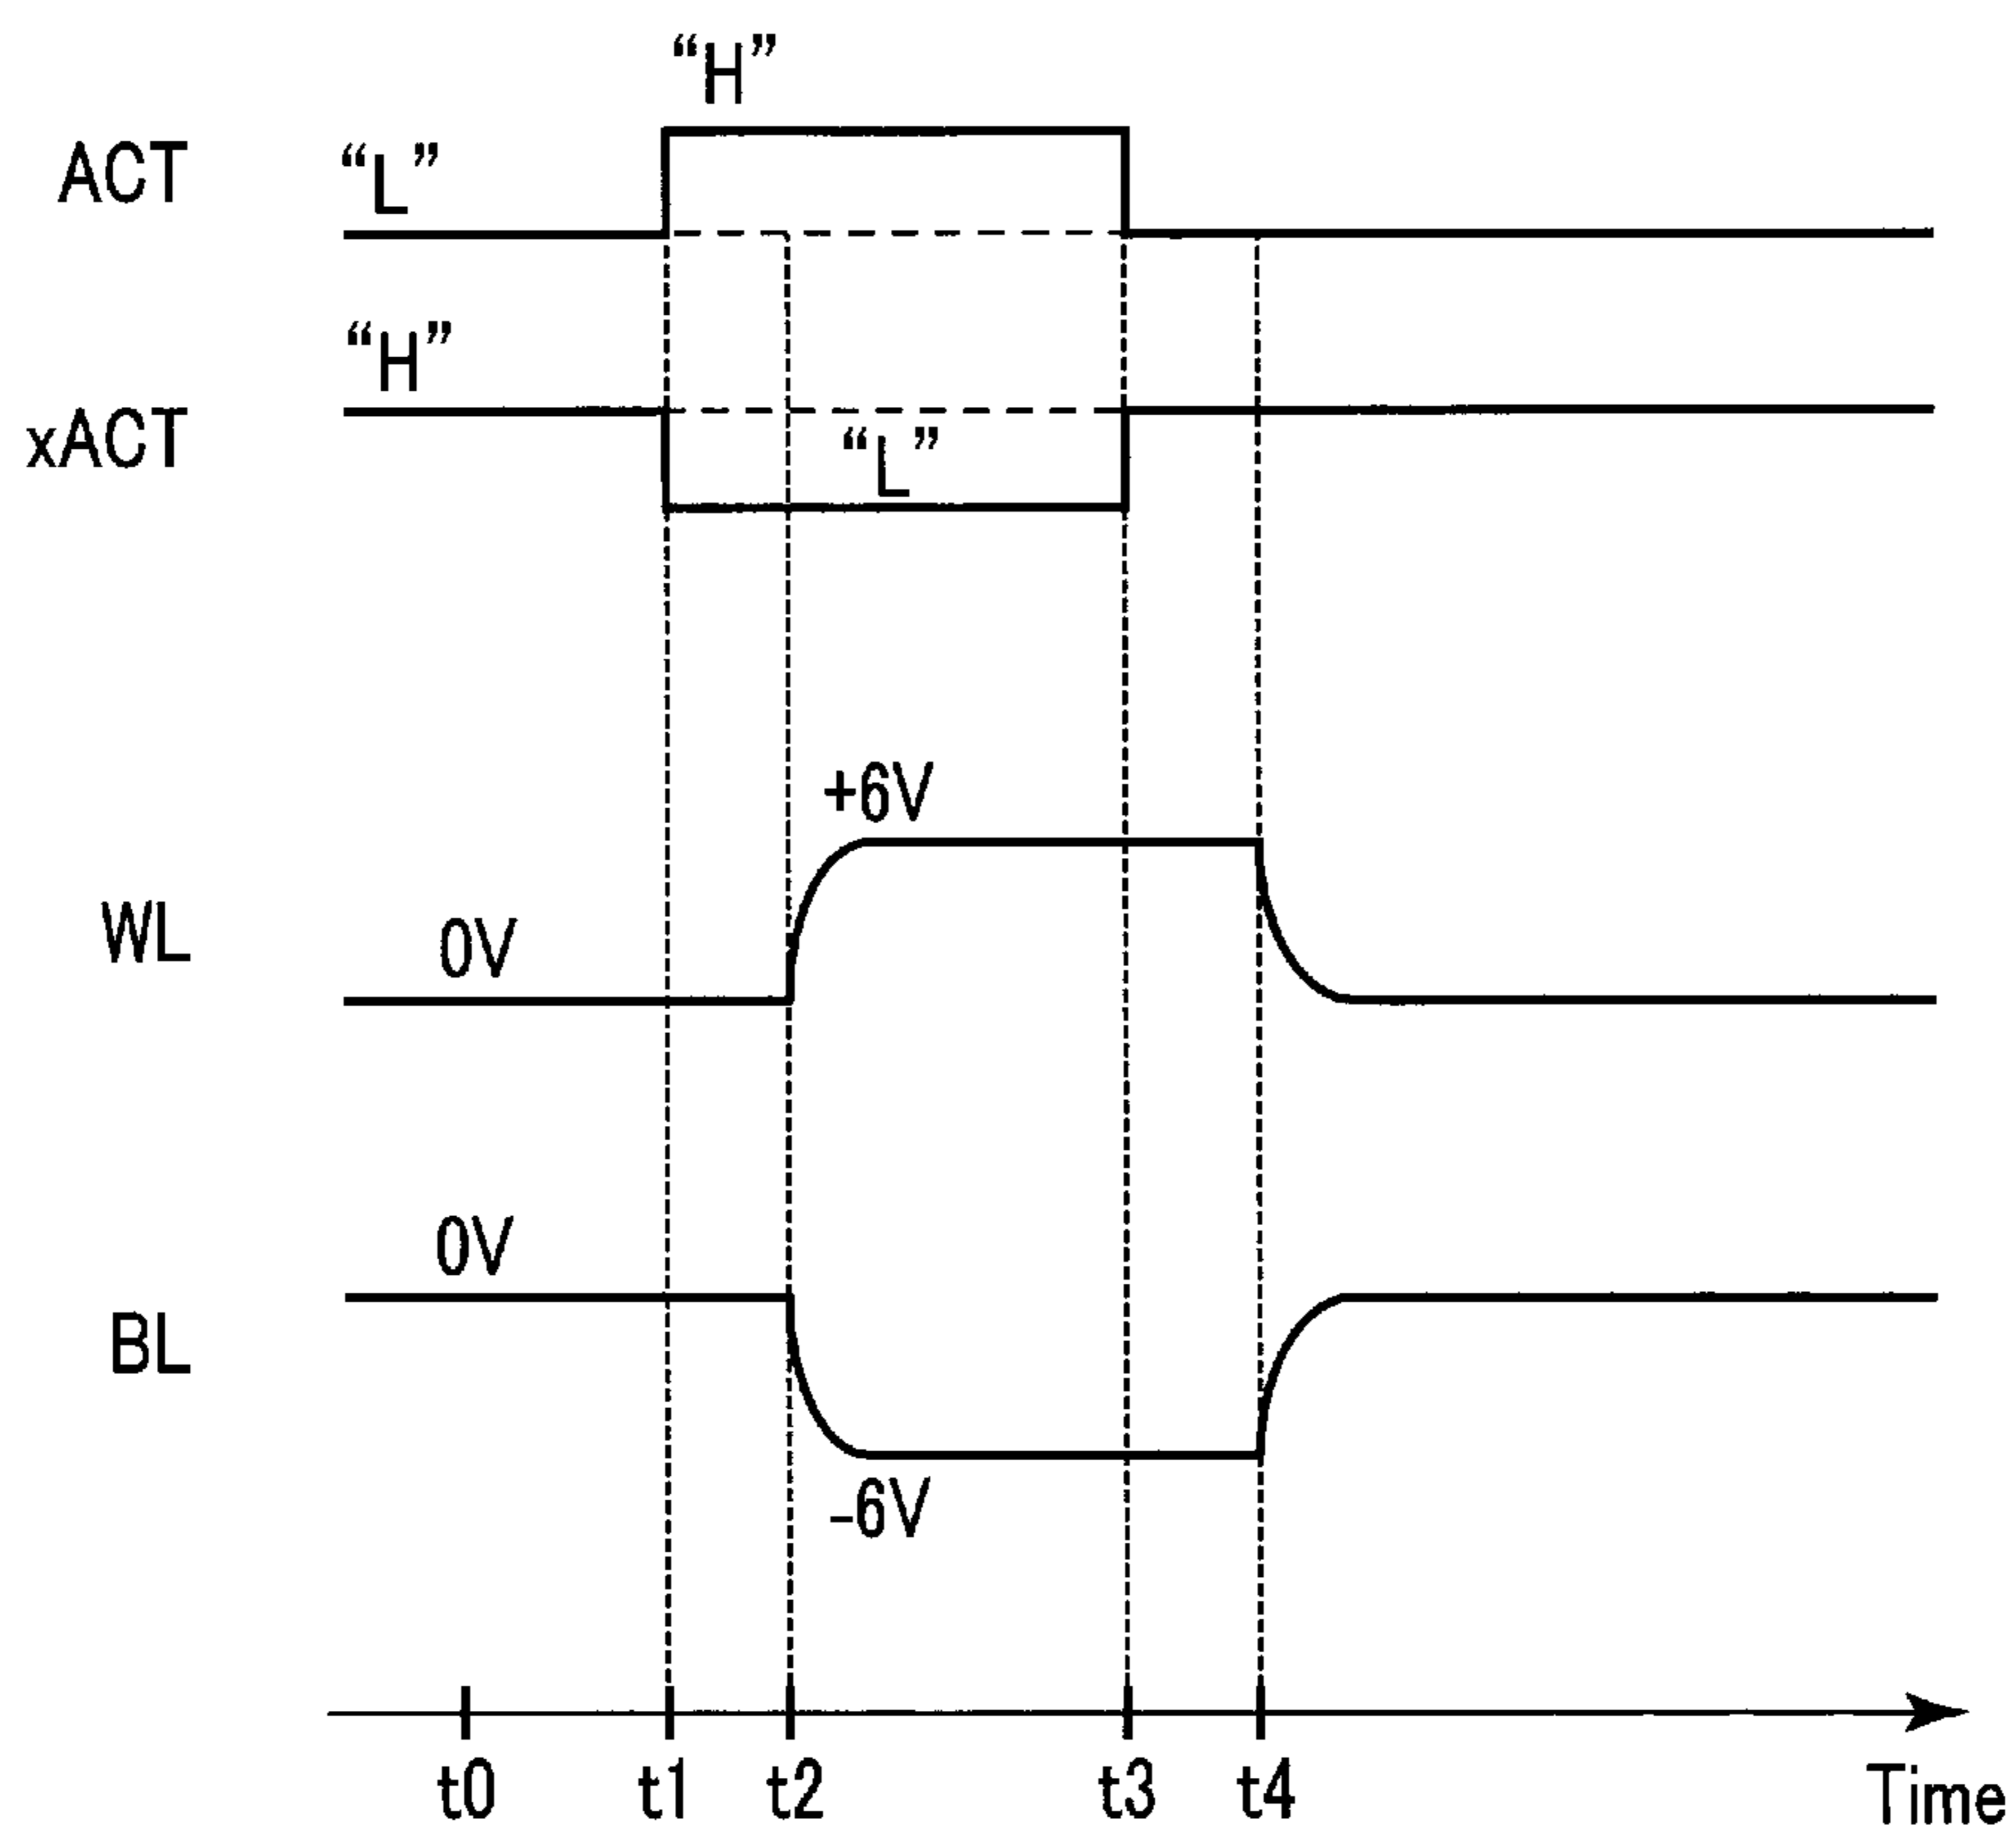 “H”
ACT “L”
“H”
xACT “L”
+6V
WL 0V
0V
BL
-6V
t0 t1 t2 t3 t4 Time